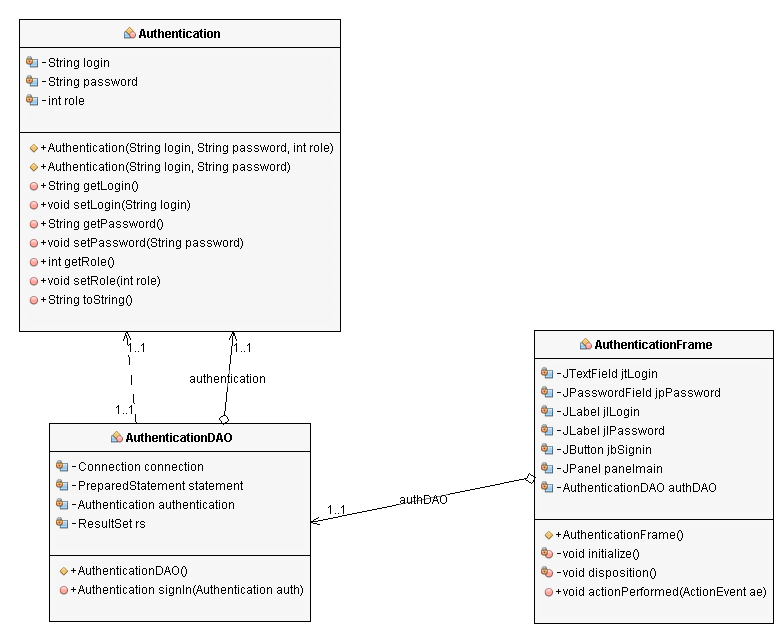 Authentication
-String login
-String password
-int role
+Authentication(String login, String password, int role)
+Authentication(String login, String password)
+String getLogin()
+void setLogin(String login)
+String getPassword()
+void setPassword(String password)
+int getRole()
+void setRole(int role)
+String toString()
1..1
1..1
authentication
1..1
AuthenticationDAO
-Connection connection
-PreparedStatement statement
-Authentication authentication
-ResultSet rs
+AuthenticationDAO()
+Authentication signIn(Authentication auth)
authDAO
1..1
AuthenticationFrame
-JTextField jtLogin
-JPasswordField jpPassword
-JLabel jlLogin
-JLabel jlPassword
-JButton jbSignin
-JPanel panelmain
-AuthenticationDAO authDAO
+AuthenticationFrame()
-void initialize()
-void disposition()
+void actionPerformed(ActionEvent ae)